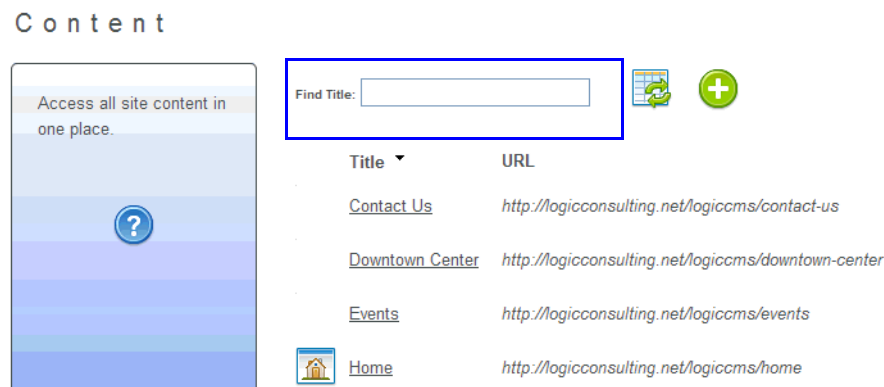 Content
Access all site content in
one place.
Find Title:
Title URL
Contact Us http://logicconsulting.net/logiccms/contact-us
Downtown Center http://logicconsulting.net/logiccms/downtown-center
Events http://logicconsulting.net/logiccms/events
Home http://logicconsulting.net/logiccms/home